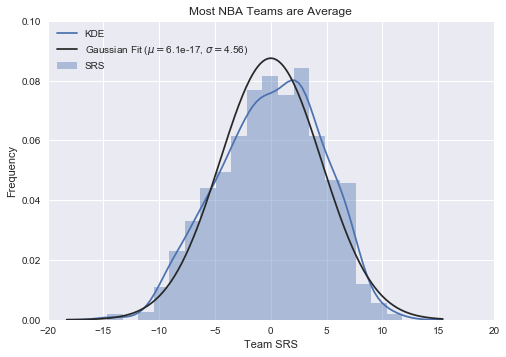 Most NBA Teams are Average
KDE
Gaussian Fit (μ = 6.1e-17, σ = 4.56)
SRS
0.10
0.08
0.06
0.04
0.02
0.00
Frequency
−20
−15
−10
−5
0
5
10
15
20
Team SRS